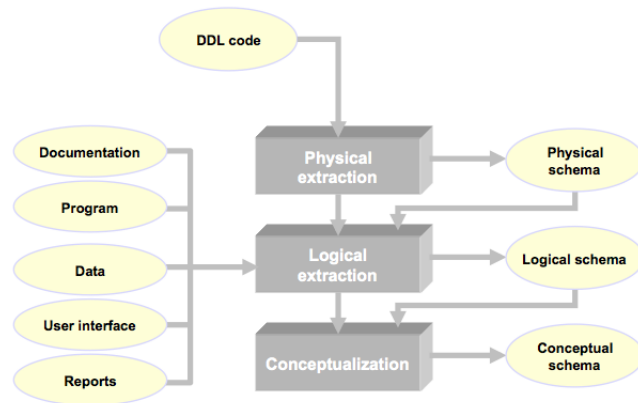 DDL code
Documentation
Physical
extraction
Physical
schema
Program
Data
Logical
extraction
Logical schema
User interface
Conceptualization
Conceptual
schema
Reports